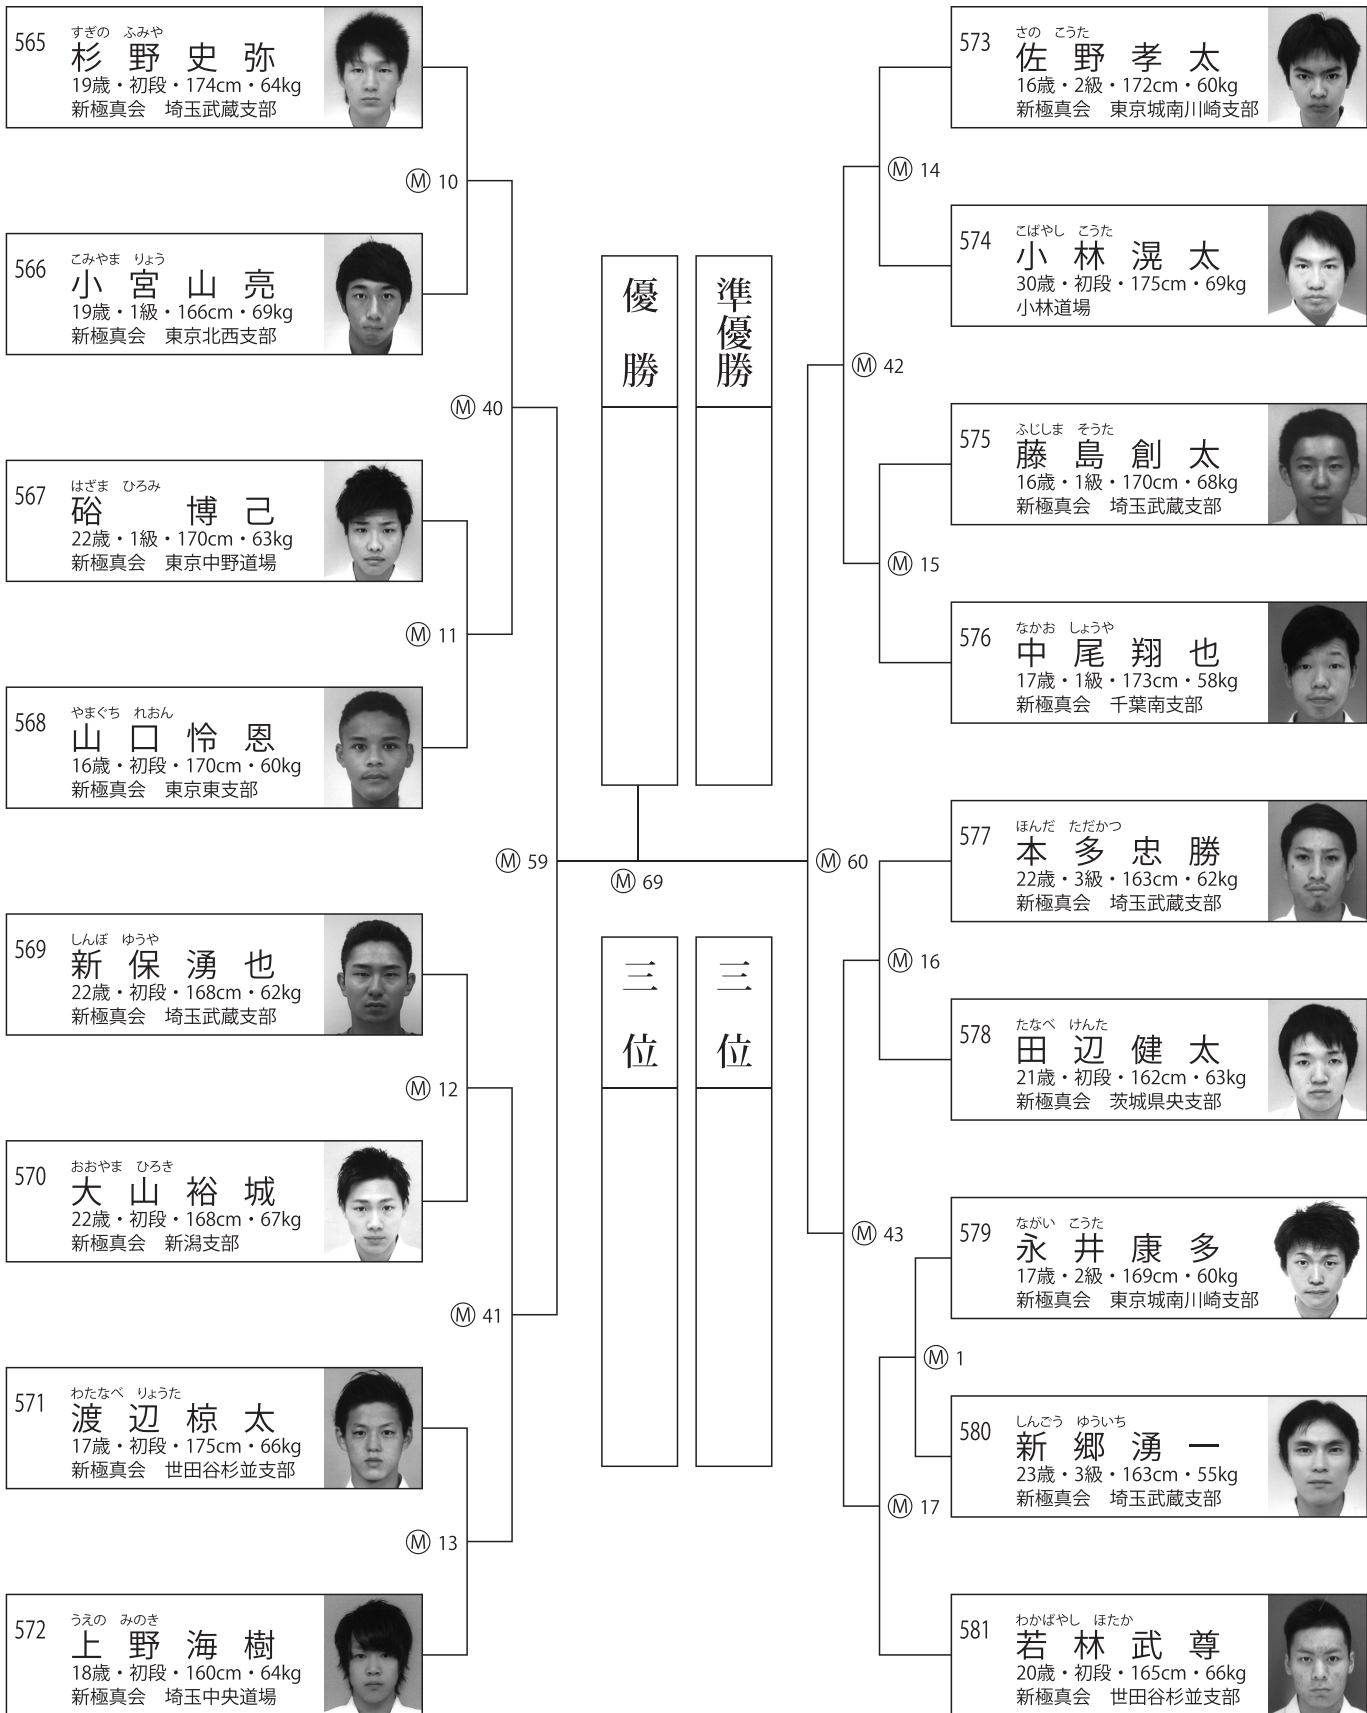 565
すぎの ふみや
杉野史弥
19歳・初段・174cm・64kg
新極真会 埼玉武蔵支部
Ⓜ 10
566
こみやま りょう
小宮山亮
19歳・1級・166cm・69kg
新極真会 東京北西支部
Ⓜ 40
567
はざま ひろみ
硲 博己
22歳・1級・170cm・63kg
新極真会 東京中野道場
Ⓜ 11
568
やまぐち れおん
山口怜恩
16歳・初段・170cm・60kg
新極真会 東京東支部
Ⓜ 59
569
しんぼ ゆうや
新保湧也
22歳・初段・168cm・62kg
新極真会 埼玉武蔵支部
Ⓜ 12
570
おおやま ひろき
大山裕城
22歳・初段・168cm・67kg
新極真会 新潟支部
Ⓜ 41
571
わたなべ りょうた
渡辺椋太
17歳・初段・175cm・66kg
新極真会 世田谷杉並支部
Ⓜ 13
572
うえの みのき
上野海樹
18歳・初段・160cm・64kg
新極真会 埼玉中央道場
優勝
準優勝
Ⓜ 69
三位
三位
573
さの こうた
佐野孝太
16歳・2級・172cm・60kg
新極真会 東京城南川崎支部
Ⓜ 14
574
こばやし こうた
小林滉太
30歳・初段・175cm・69kg
小林道場
Ⓜ 42
575
ふじしま そうた
藤島創太
16歳・1級・170cm・68kg
新極真会 埼玉武蔵支部
Ⓜ 15
576
なかお しょうや
中尾翔也
17歳・1級・173cm・58kg
新極真会 千葉南支部
Ⓜ 60
577
ほんだ ただかつ
本多忠勝
22歳・3級・163cm・62kg
新極真会 埼玉武蔵支部
Ⓜ 16
578
たなべ けんた
田辺健太
21歳・初段・162cm・63kg
新極真会 茨城県央支部
Ⓜ 43
579
ながい こうた
永井康多
17歳・2級・169cm・60kg
新極真会 東京城南川崎支部
Ⓜ 1
580
しんごう ゆういち
新郷湧一
23歳・3級・163cm・55kg
新極真会 埼玉武蔵支部
Ⓜ 17
581
わかばやし ほたか
若林武尊
20歳・初段・165cm・66kg
新極真会 世田谷杉並支部